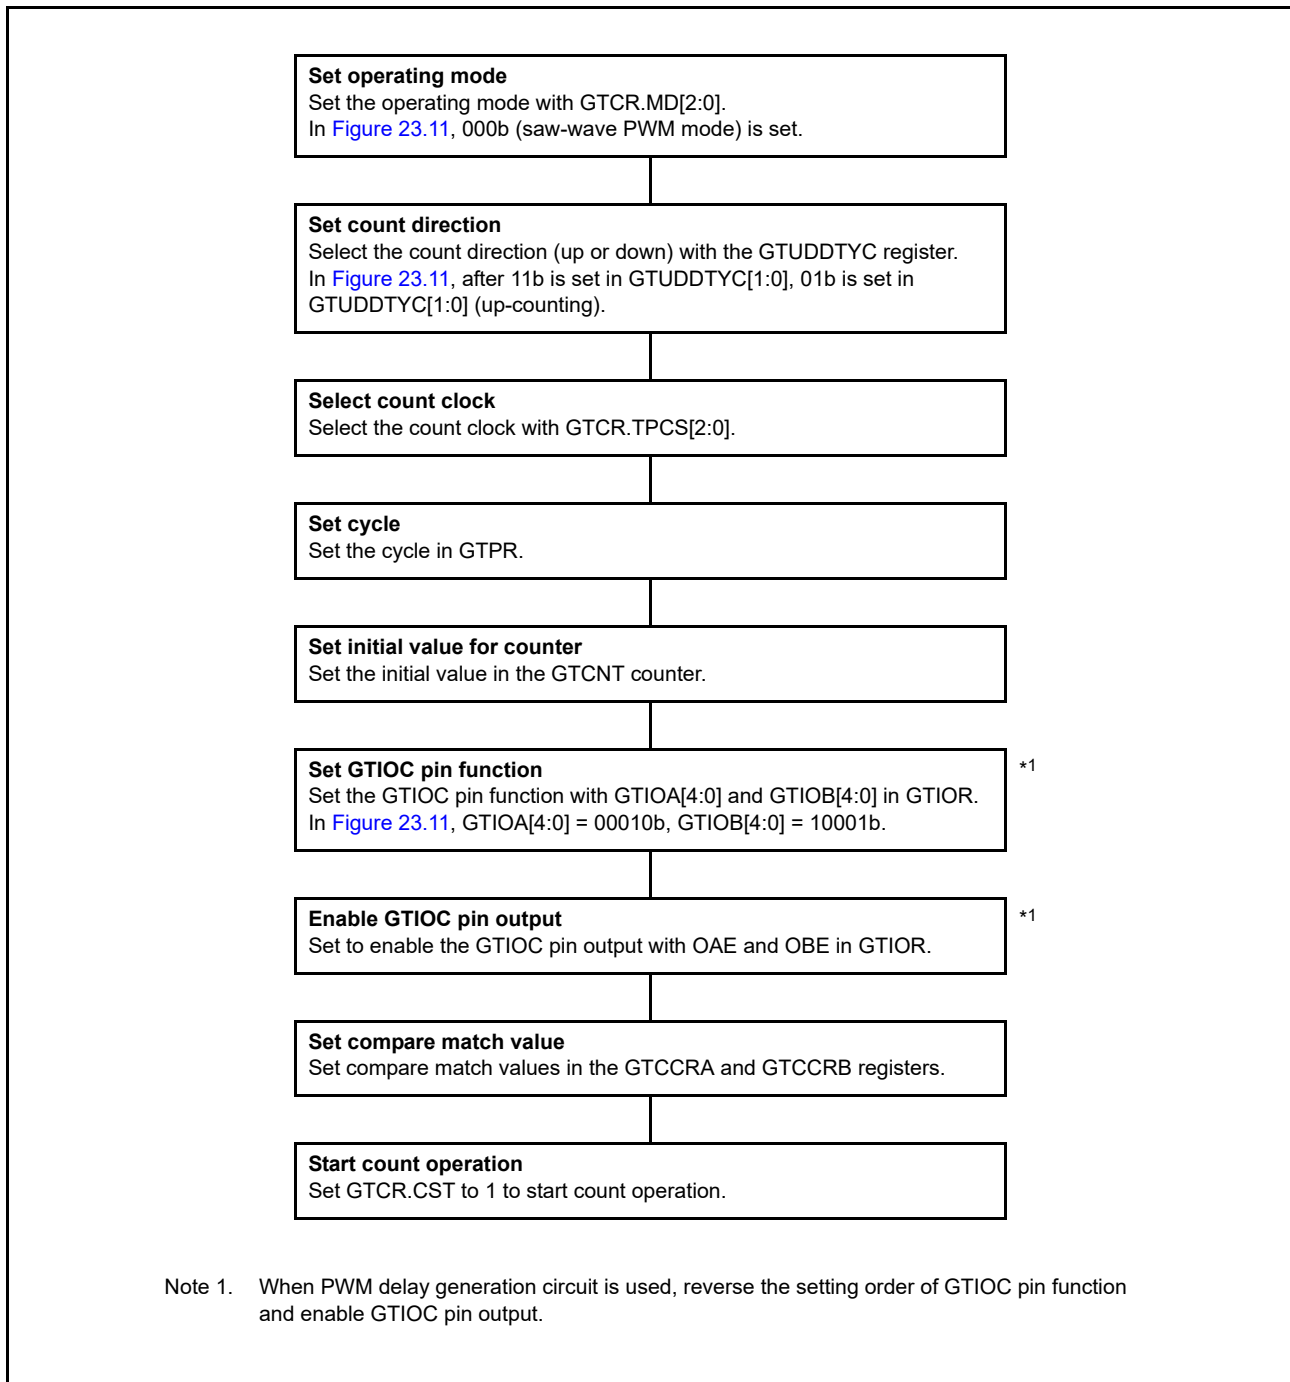 Set operating mode
Set the operating mode with GTCR.MD[2:0].
In Figure 23.11, 000b (saw-wave PWM mode) is set.
Set count direction
Select the count direction (up or down) with the GTUDDTYC register.
In Figure 23.11, after 11b is set in GTUDDTYC[1:0], 01b is set in
GTUDDTYC[1:0] (up-counting).
Select count clock
Select the count clock with GTCR.TPCS[2:0].
Set cycle
Set the cycle in GTPR.
Set initial value for counter
Set the initial value in the GTCNT counter.
Set GTIOC pin function *1
Set the GTIOC pin function with GTIOA[4:0] and GTIOB[4:0] in GTIOR.
In Figure 23.11, GTIOA[4:0] = 00010b, GTIOB[4:0] = 10001b.
Enable GTIOC pin output *1
Set to enable the GTIOC pin output with OAE and OBE in GTIOR.
Set compare match value
Set compare match values in the GTCCRA and GTCCRB registers.
Start count operation
Set GTCR.CST to 1 to start count operation.
Note 1. When PWM delay generation circuit is used, reverse the setting order of GTIOC pin function
and enable GTIOC pin output.